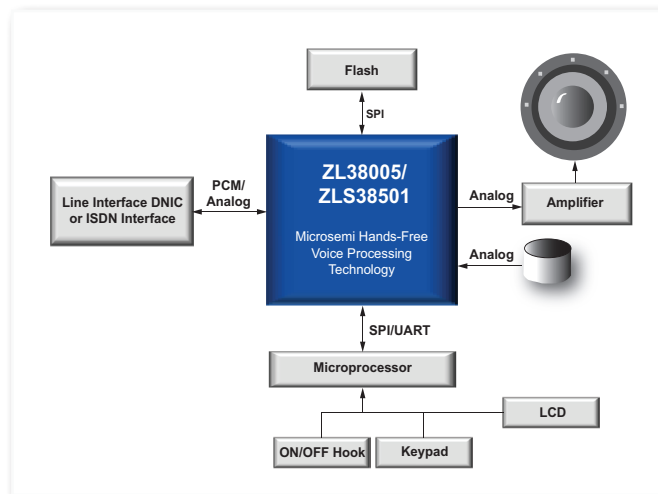 Flash
SPI
ZL38005/
ZLS38501
Microsemi Hands-Free
Voice Processing
Technology
PCM/
Analog
Line Interface DNIC
or ISDN Interface
Analog
Amplifier
Analog
SPI/UART
Microprocessor
LCD
ON/OFF Hook
Keypad